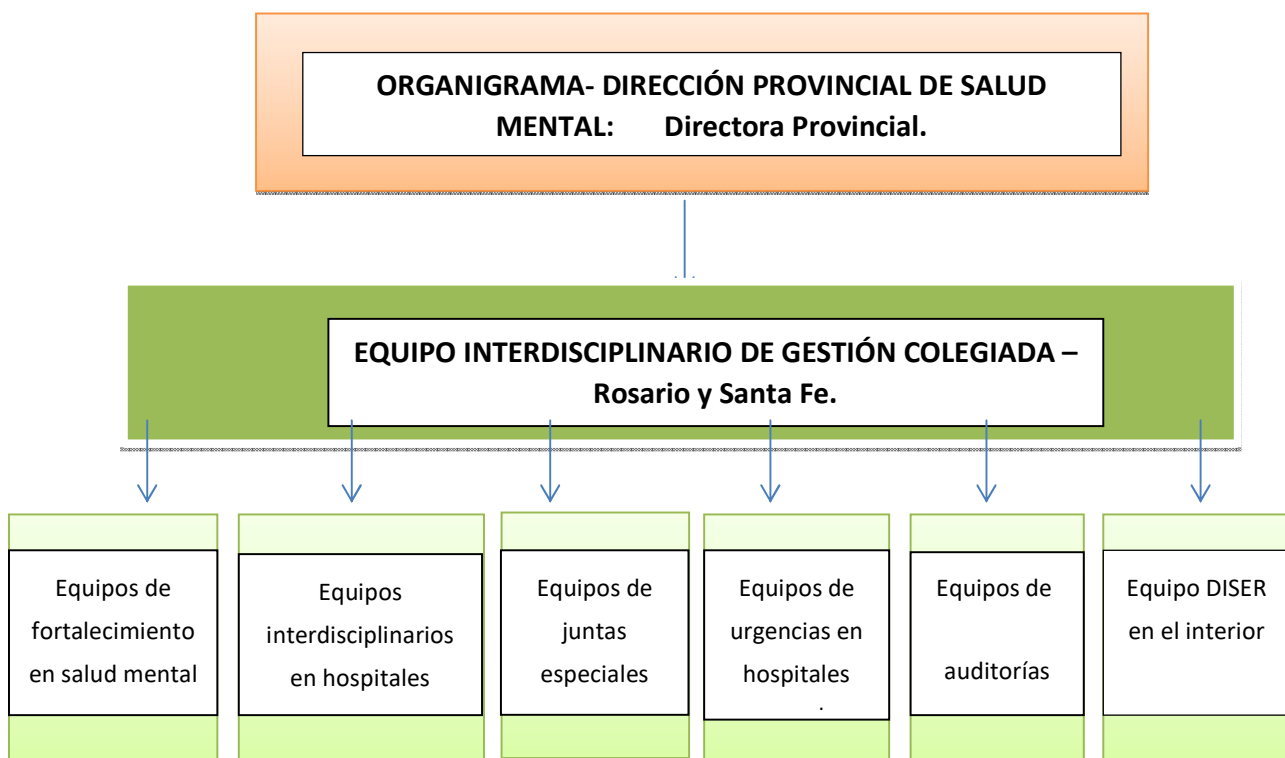 ORGANIGRAMA- DIRECCIÓN PROVINCIAL DE SALUD
MENTAL: Directora Provincial.
EQUIPO INTERDISCIPLINARIO DE GESTIÓN COLEGIADA –
Rosario y Santa Fe.
Equipos de
fortalecimiento
en salud mental
Equipos
interdisciplinarios
en hospitales
Equipos de
juntas
especiales
Equipos de
urgencias en
hospitales
.
Equipos de
auditorías
Equipo DISER
en el interior